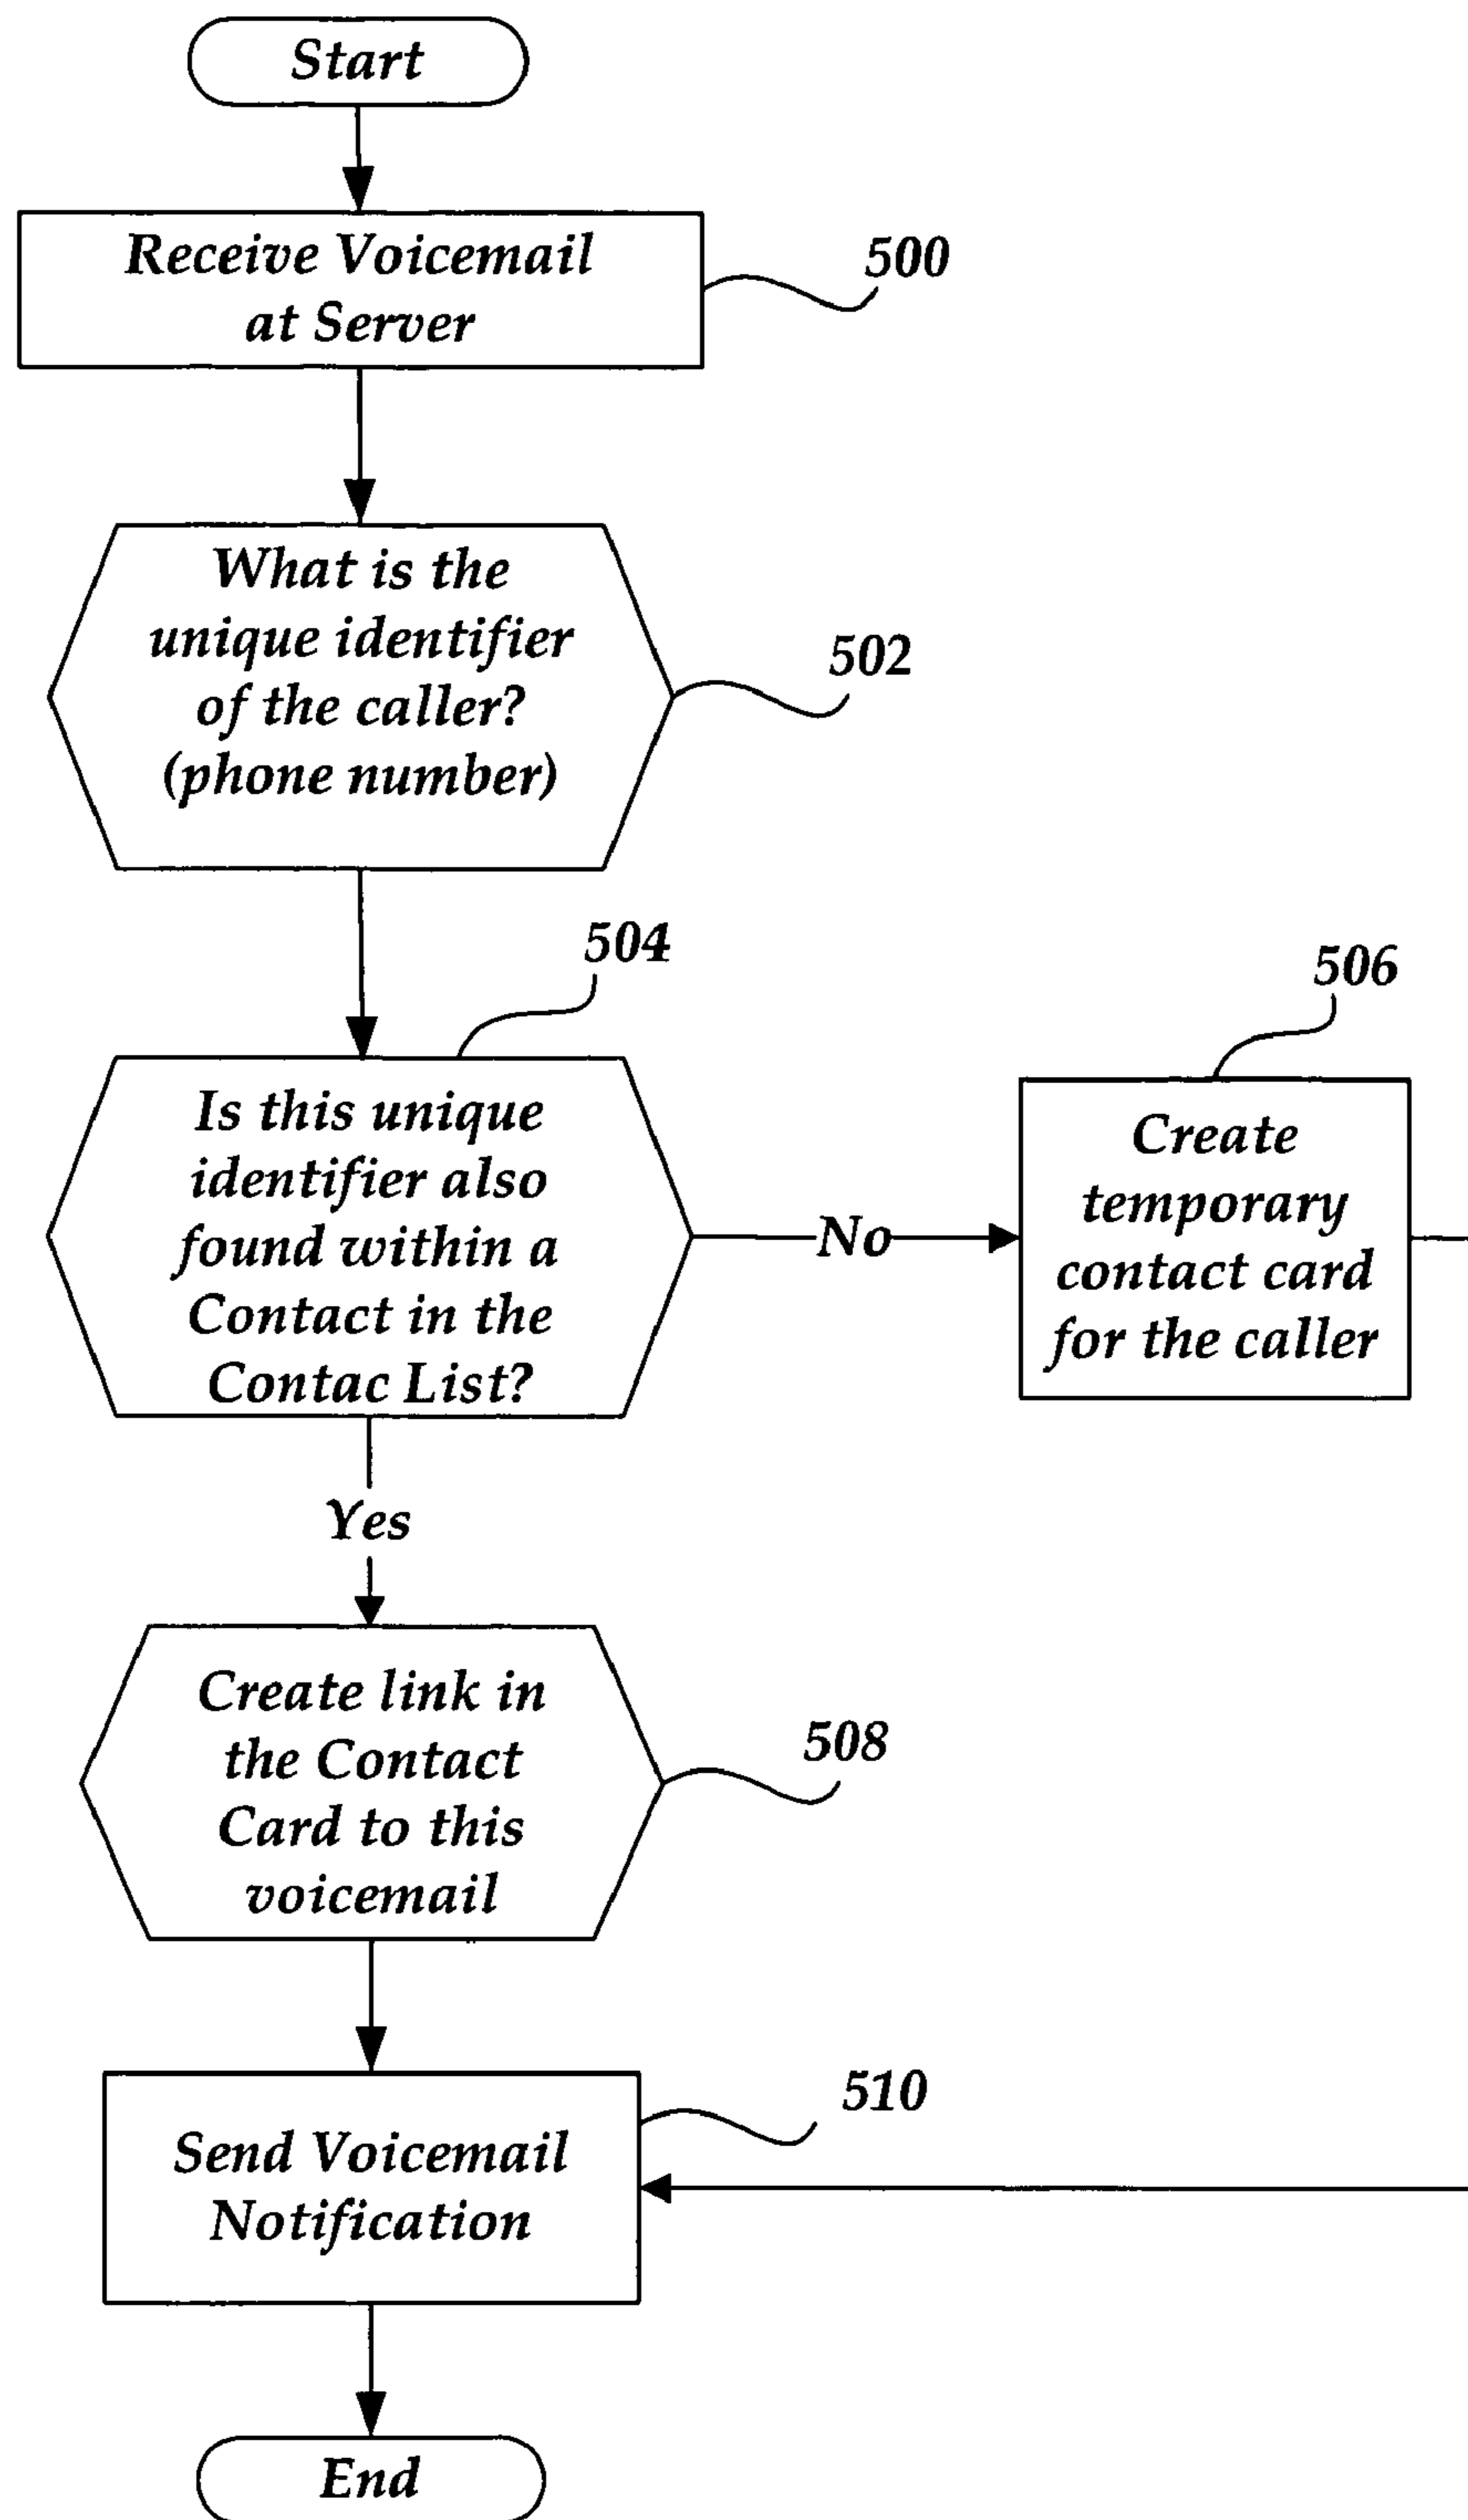 Start
Receive Voicemail
at Server
500
What is the
unique identifier
of the caller?
(phone number)
502
504
Is this unique
identifier also
found within a
Contact in the
Contac List?
No
506
Create
temporary
contact card
for the caller
Yes
Create link in
the Contact
Card to this
voicemail
508
Send Voicemail
Notification
510
End